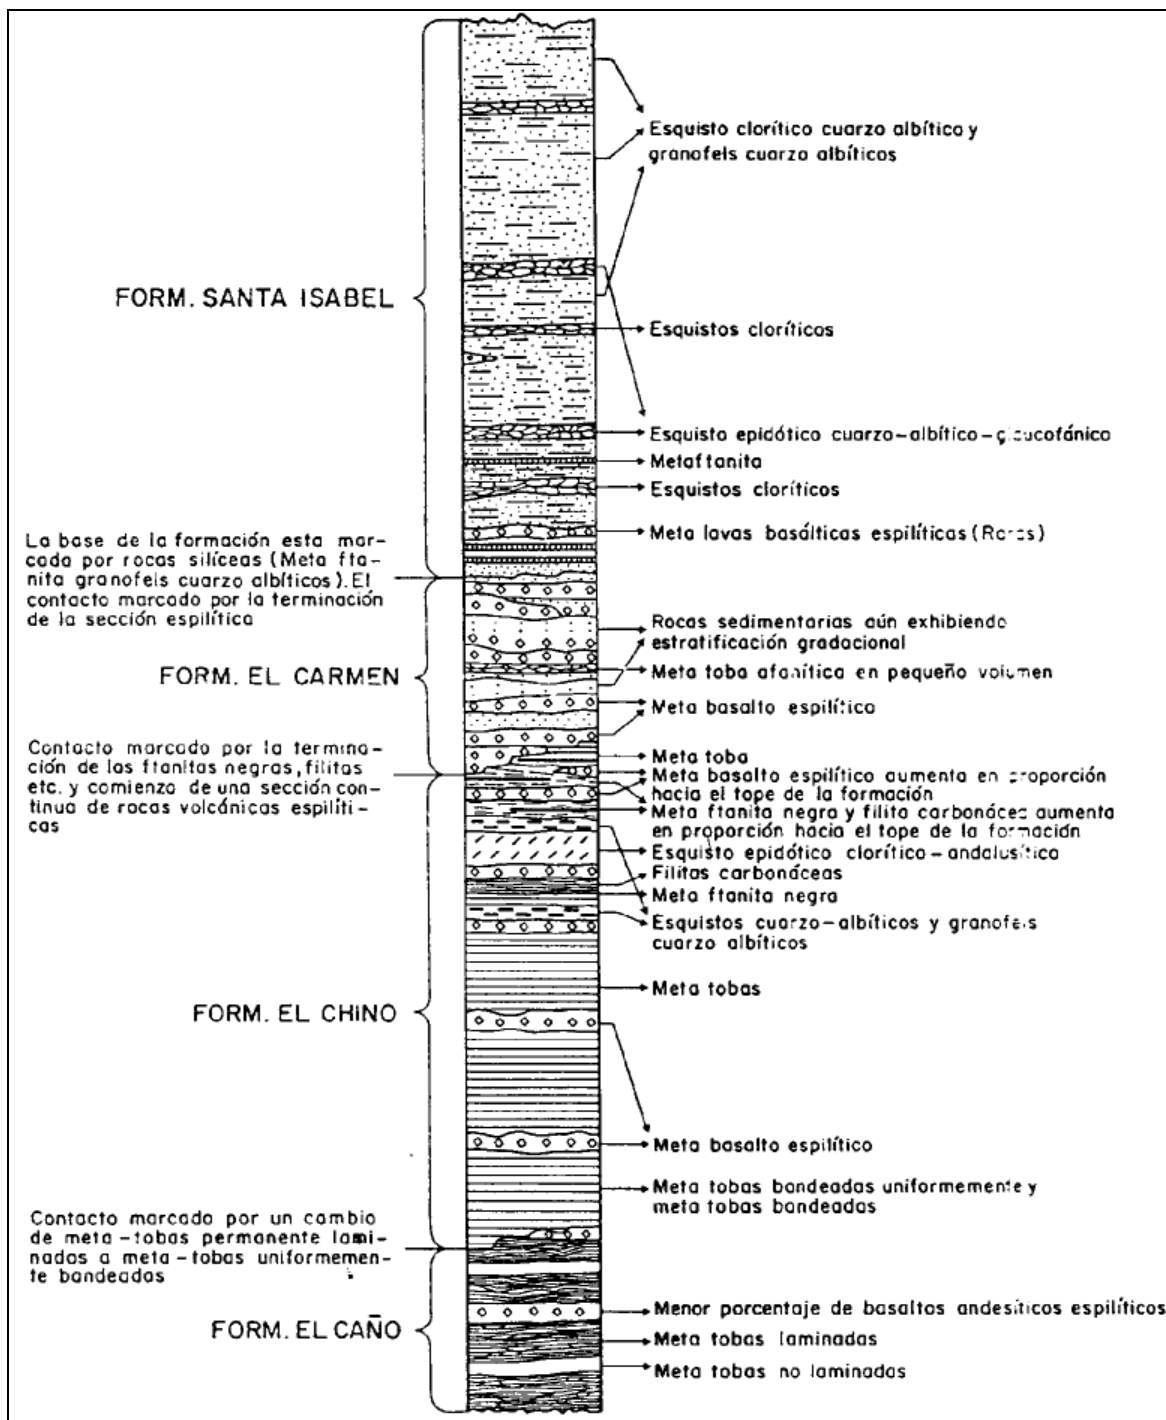 Esquisto clorítico cuarzo albítico y
granofels cuarzo albíticos
FORM. SANTA ISABEL
Esquistos cloríticos
Esquisto epidótico cuarzo-albítico-glaucofánico
Metaftanita
Esquistos cloríticos
Meta lavas basálticas espilíticas (Raras)
La base de la formación esta mar-
cada por rocas silíceas (Meta fta-
nita granofels cuarzo albíticos). El
contacto marcado por la terminación
de la sección espilítica
Rocas sedimentarias aún exhibiendo
estratificación gradacional
FORM. EL CARMEN
Meta toba afanítica en pequeño volumen
Meta basalto espilítico
Contacto marcado por la termina-
ción de las ftanitas negras, filitas
etc. y comienzo de una sección con-
tinua de rocas volcánicas espilíti-
cas
Meta toba
Meta basalto espilítico aumenta en proporción
hacia el tope de la formación
Meta ftanita negra y filita carbonácea aumenta
en proporción hacia el tope de la formación
Esquisto epidótico clorítico-andalusítica
Filitas carbonáceas
Meta ftanita negra
Esquistos cuarzo-albíticos y granofels
cuarzo albíticos
Meta tobas
FORM. EL CHINO
Meta basalto espilítico
Meta tobas bandeadas uniformemente y
meta tobas bandeadas
Contacto marcado por un cambio
de meta-tobas permanente lami-
nadas a meta-tobas uniformemen-
te bandeadas
Menor porcentaje de basaltos andesíticos espilíticos
FORM. EL CAÑO
Meta tobas laminadas
Meta tobas no laminadas